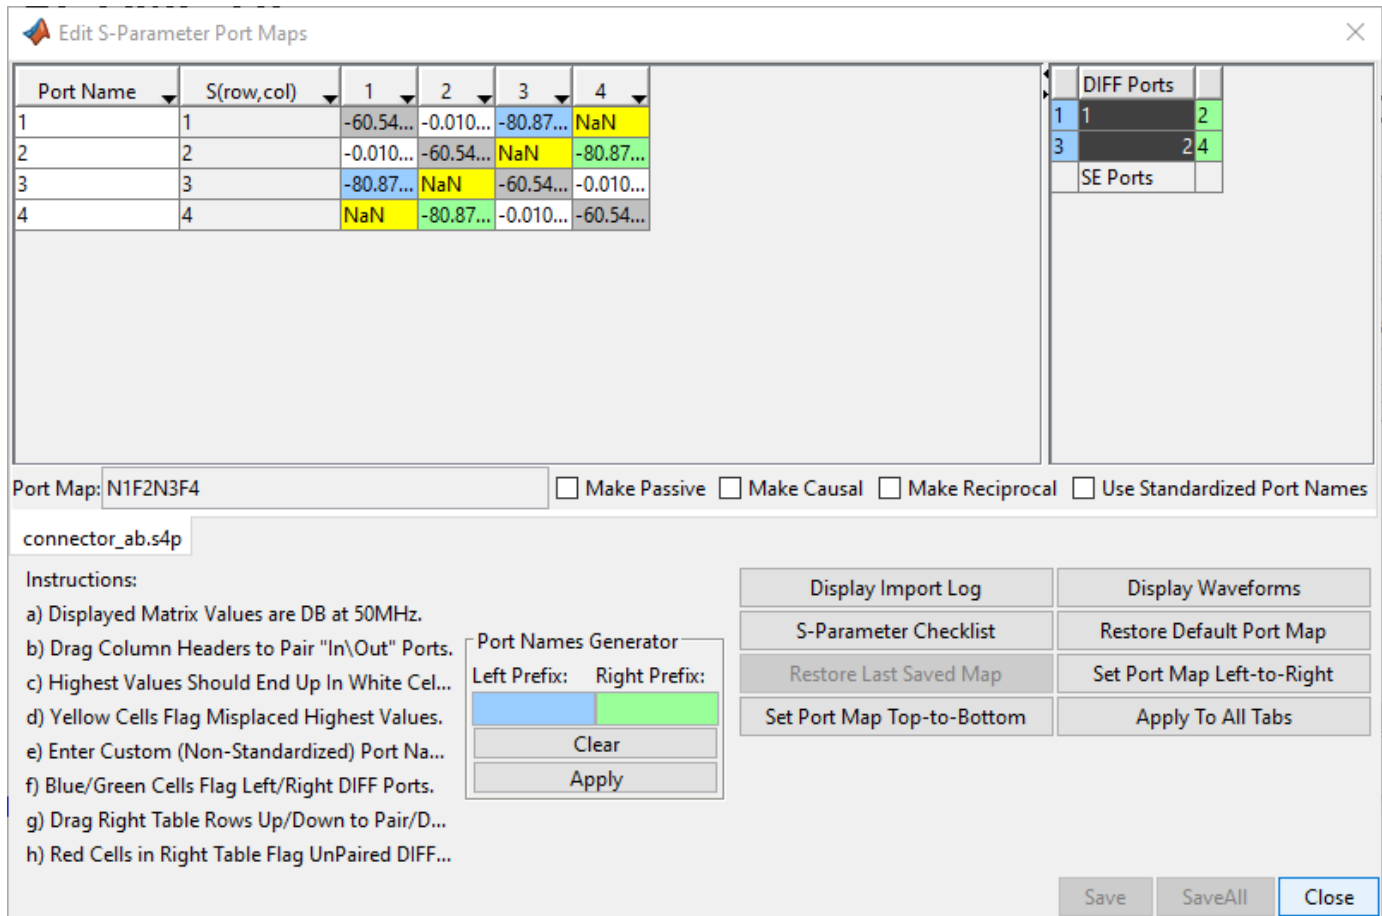 Edit S-Parameter Port Maps
Port Name S(row,col) 1 2 3 4
1 1 -60.54... -0.010... -80.87... NaN
2 2 -0.010... -60.54... NaN -80.87...
3 3 -80.87... NaN -60.54... -0.010...
4 4 NaN -80.87... -0.010... -60.54...
DIFF Ports
1 1 2
3 2 4
SE Ports
Port Map: N1F2N3F4 Make Passive Make Causal Make Reciprocal Use Standardized Port Names
connector_ab.s4p
Instructions:
a) Displayed Matrix Values are DB at 50MHz.
b) Drag Column Headers to Pair "In\Out" Ports.
c) Highest Values Should End Up In White Cel...
d) Yellow Cells Flag Misplaced Highest Values.
e) Enter Custom (Non-Standardized) Port Na...
f) Blue/Green Cells Flag Left/Right DIFF Ports.
g) Drag Right Table Rows Up/Down to Pair/D...
h) Red Cells in Right Table Flag UnPaired DIFF...
Port Names Generator
Left Prefix: Right Prefix:
Clear
Apply
Display Import Log Display Waveforms
S-Parameter Checklist Restore Default Port Map
Restore Last Saved Map Set Port Map Left-to-Right
Set Port Map Top-to-Bottom Apply To All Tabs
Save SaveAll Close